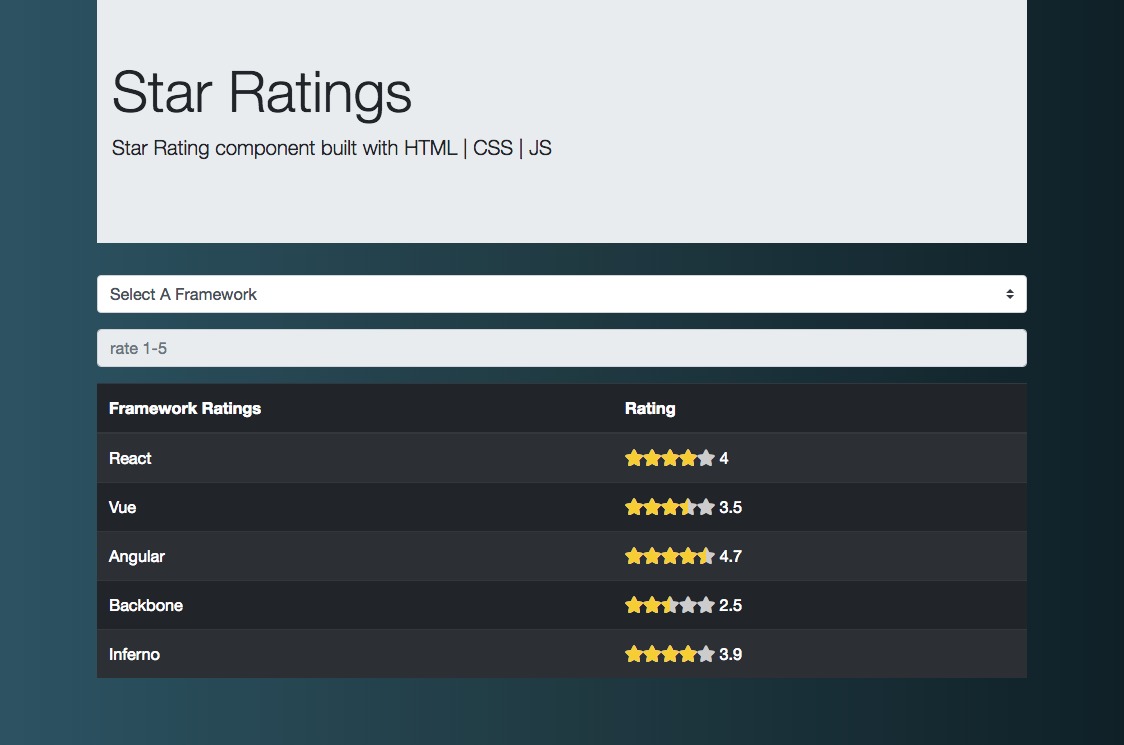 Star Ratings
Star Rating component built with HTML | CSS | JS
Select A Framework
rate 1-5
Framework Ratings Rating
React 4
Vue 3.5
Angular 4.7
Backbone 2.5
Inferno 3.9